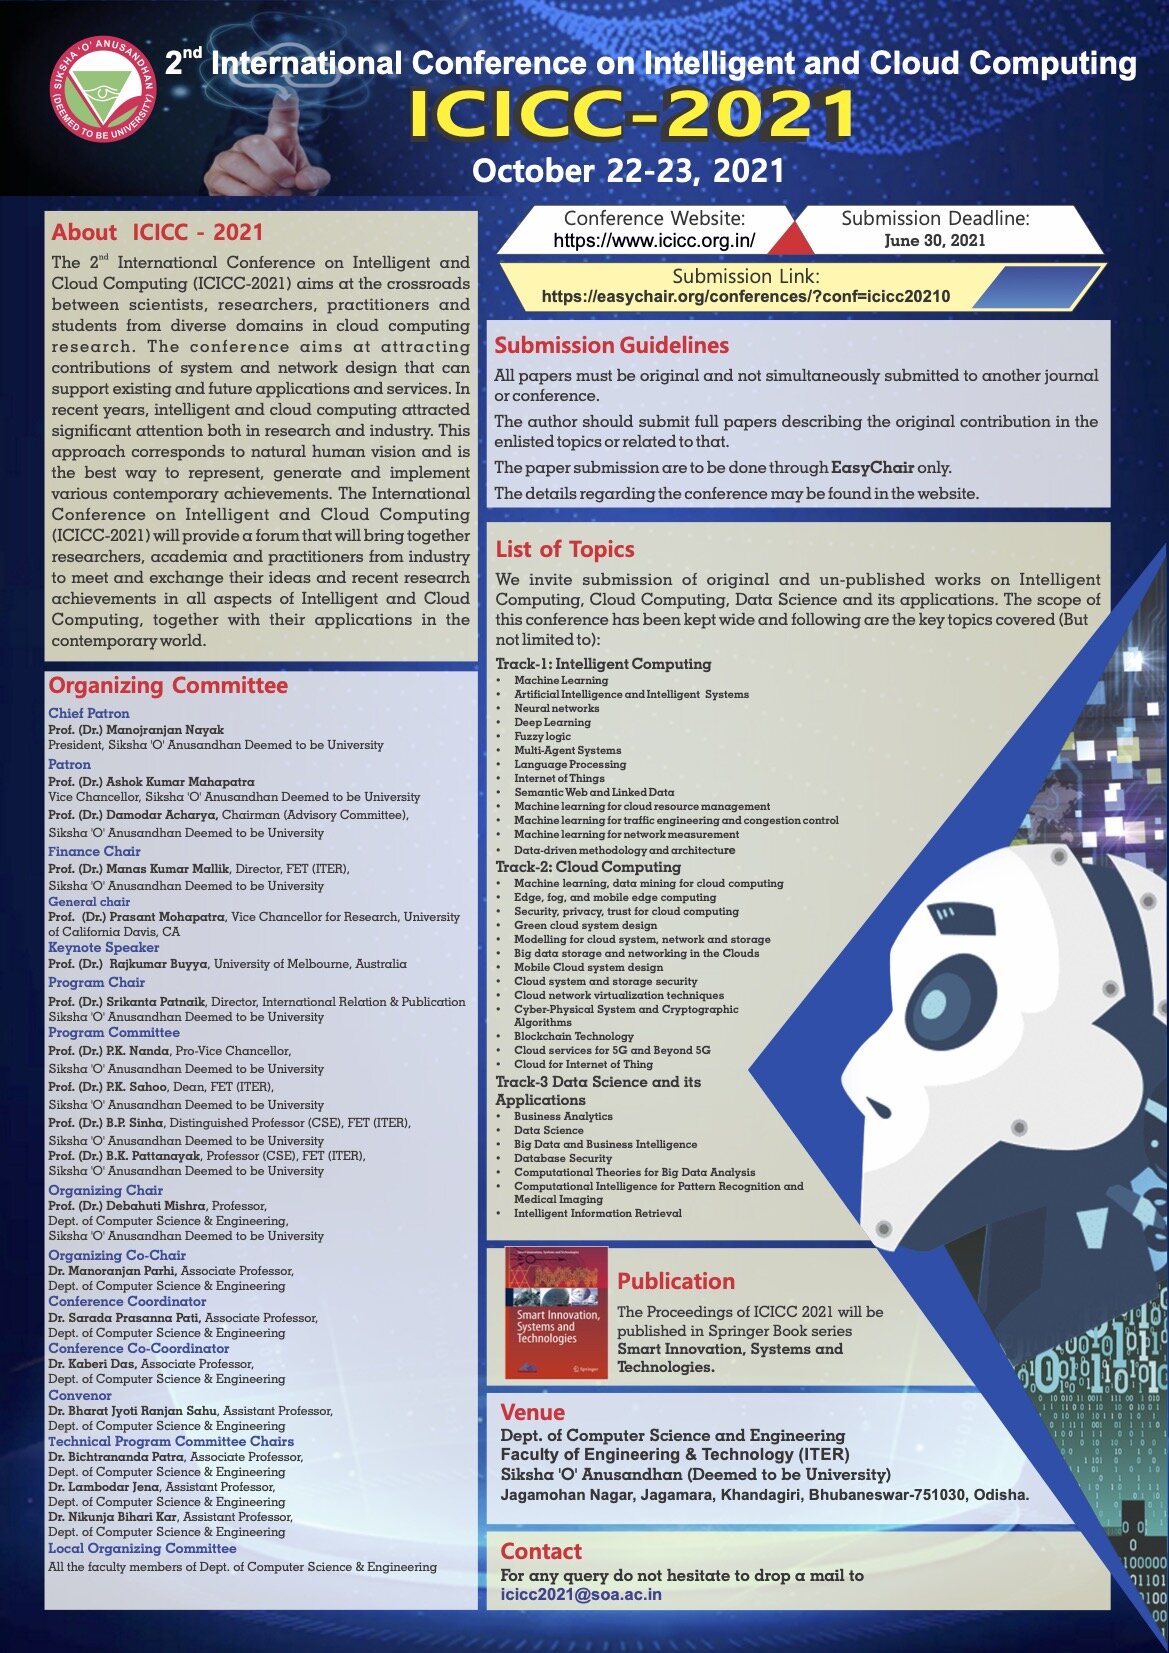 SIKSHA 'O' ANUSANDHAN
(DEEMED TO BE UNIVERSITY)
2nd International Conference on Intelligent and Cloud Computing
ICICC-2021
October 22-23, 2021
About ICICC - 2021
The 2nd International Conference on Intelligent and
Cloud Computing (ICICC-2021) aims at the crossroads
between scientists, researchers, practitioners and
students from diverse domains in cloud computing
research. The conference aims at attracting
contributions of system and network design that can
support existing and future applications and services. In
recent years, intelligent and cloud computing attracted
significant attention both in research and industry. This
approach corresponds to natural human vision and is
the best way to represent, generate and implement
various contemporary achievements. The International
Conference on Intelligent and Cloud Computing
(ICICC-2021) will provide a forum that will bring together
researchers, academia and practitioners from industry
to meet and exchange their ideas and recent research
achievements in all aspects of Intelligent and Cloud
Computing, together with their applications in the
contemporary world.
Organizing Committee
Chief Patron
Prof. (Dr.) Manojranjan Nayak
President, Siksha 'O' Anusandhan Deemed to be University
Patron
Prof. (Dr.) Ashok Kumar Mahapatra
Vice Chancellor, Siksha 'O' Anusandhan Deemed to be University
Prof. (Dr.) Damodar Acharya, Chairman (Advisory Committee),
Siksha 'O' Anusandhan Deemed to be University
Finance Chair
Prof. (Dr.) Manas Kumar Mallik, Director, FET (ITER),
Siksha 'O' Anusandhan Deemed to be University
General chair
Prof. (Dr.) Prasant Mohapatra, Vice Chancellor for Research, University
of California Davis, CA
Keynote Speaker
Prof. (Dr.) Rajkumar Buyya, University of Melbourne, Australia
Program Chair
Prof. (Dr.) Srikanta Patnaik, Director, International Relation & Publication
Siksha 'O' Anusandhan Deemed to be University
Program Committee
Prof. (Dr.) P.K. Nanda, Pro-Vice Chancellor,
Siksha 'O' Anusandhan Deemed to be University
Prof. (Dr.) P.K. Sahoo, Dean, FET (ITER),
Siksha 'O' Anusandhan Deemed to be University
Prof. (Dr.) B.P. Sinha, Distinguished Professor (CSE), FET (ITER),
Siksha 'O' Anusandhan Deemed to be University
Prof. (Dr.) B.K. Pattanayak, Professor (CSE), FET (ITER),
Siksha 'O' Anusandhan Deemed to be University
Organizing Chair
Prof. (Dr.) Debahuti Mishra, Professor,
Dept. of Computer Science & Engineering,
Siksha 'O' Anusandhan Deemed to be University
Organizing Co-Chair
Dr. Manoranjan Parhi, Associate Professor,
Dept. of Computer Science & Engineering
Conference Coordinator
Dr. Sarada Prasanna Pati, Associate Professor,
Dept. of Computer Science & Engineering
Conference Co-Coordinator
Dr. Kaberi Das, Associate Professor,
Dept. of Computer Science & Engineering
Convenor
Dr. Bharat Jyoti Ranjan Sahu, Assistant Professor,
Dept. of Computer Science & Engineering
Technical Program Committee Chairs
Dr. Bichtrananda Patra, Associate Professor,
Dept. of Computer Science & Engineering
Dr. Lambodar Jena, Assistant Professor,
Dept. of Computer Science & Engineering
Dr. Nikunja Bihari Kar, Assistant Professor,
Dept. of Computer Science & Engineering
Local Organizing Committee
All the faculty members of Dept. of Computer Science & Engineering
Conference Website:
https://www.icicc.org.in/
Submission Deadline:
June 30, 2021
Submission Link:
https://easychair.org/conferences/?conf=icicc20210
Submission Guidelines
All papers must be original and not simultaneously submitted to another journal
or conference.
The author should submit full papers describing the original contribution in the
enlisted topics or related to that.
The paper submission are to be done through EasyChair only.
The details regarding the conference may be found in the website.
List of Topics
We invite submission of original and un-published works on Intelligent
Computing, Cloud Computing, Data Science and its applications. The scope of
this conference has been kept wide and following are the key topics covered (But
not limited to):
Track-1: Intelligent Computing
• Machine Learning
• Artificial Intelligence and Intelligent Systems
• Neural networks
• Deep Learning
• Fuzzy logic
• Multi-Agent Systems
• Language Processing
• Internet of Things
• Semantic Web and Linked Data
• Machine learning for cloud resource management
• Machine learning for traffic engineering and congestion control
• Machine learning for network measurement
• Data-driven methodology and architecture
Track-2: Cloud Computing
• Machine learning, data mining for cloud computing
• Edge, fog, and mobile edge computing
• Security, privacy, trust for cloud computing
• Green cloud system design
• Modelling for cloud system, network and storage
• Big data storage and networking in the Clouds
• Mobile Cloud system design
• Cloud system and storage security
• Cloud network virtualization techniques
• Cyber-Physical System and Cryptographic
Algorithms
• Blockchain Technology
• Cloud services for 5G and Beyond 5G
• Cloud for Internet of Thing
Track-3 Data Science and its
Applications
• Business Analytics
• Data Science
• Big Data and Business Intelligence
• Database Security
• Computational Theories for Big Data Analysis
• Computational Intelligence for Pattern Recognition and
Medical Imaging
• Intelligent Information Retrieval
Smart Innovation, Systems and Technologies
Smart Innovation,
Systems and
Technologies
Springer
Publication
The Proceedings of ICICC 2021 will be
published in Springer Book series
Smart Innovation, Systems and
Technologies.
Venue
Dept. of Computer Science and Engineering
Faculty of Engineering & Technology (ITER)
Siksha 'O' Anusandhan (Deemed to be University)
Jagamohan Nagar, Jagamara, Khandagiri, Bhubaneswar-751030, Odisha.
Contact
For any query do not hesitate to drop a mail to
icicc2021@soa.ac.in